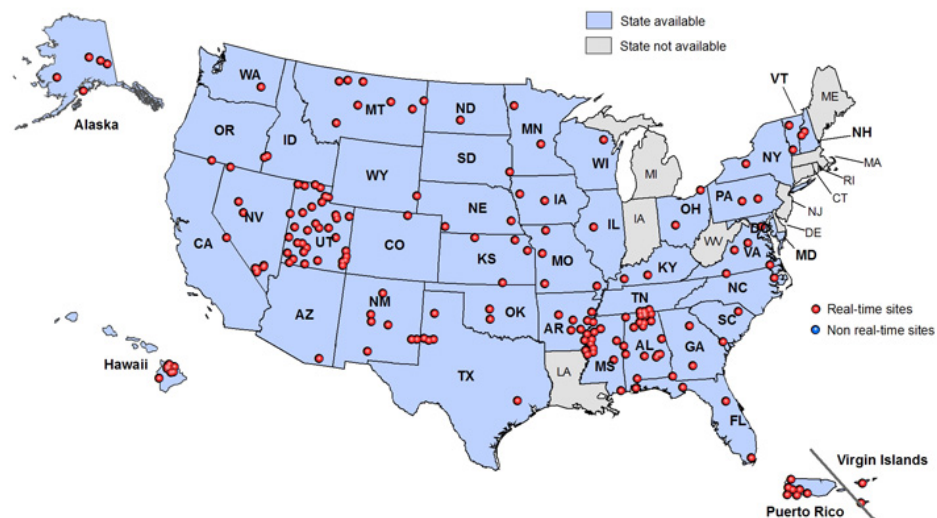 State available
State not available
Alaska
WA
OR
ID
MT
ND
MN
SD
WY
WI
MI
NY
VT
NH
ME
MA
RI
CT
NJ
DE
MD
PA
OH
IA
IL
IA
NE
NV
UT
CO
CA
KS
MO
KY
WV
VA
DC
NC
TN
SC
AZ
NM
OK
AR
MS
AL
GA
TX
LA
FL
Hawaii
Real-time sites
Non real-time sites
Virgin Islands
Puerto Rico